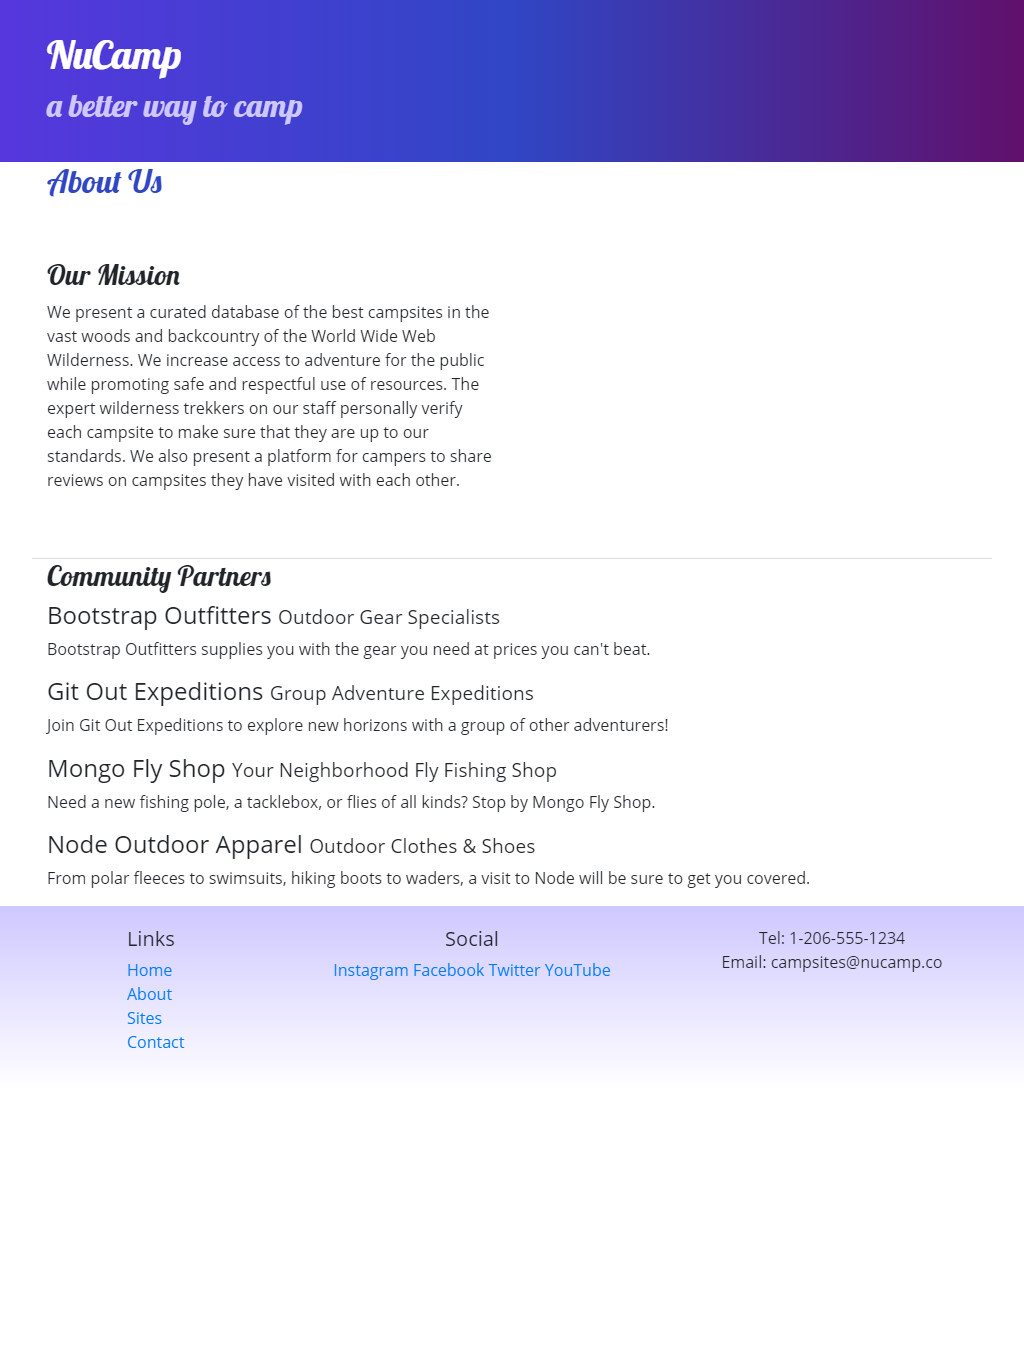 NuCamp
a better way to camp
About Us
Our Mission
We present a curated database of the best campsites in the
vast woods and backcountry of the World Wide Web
Wilderness. We increase access to adventure for the public
while promoting safe and respectful use of resources. The
expert wilderness trekkers on our staff personally verify
each campsite to make sure that they are up to our
standards. We also present a platform for campers to share
reviews on campsites they have visited with each other.
Community Partners
Bootstrap Outfitters Outdoor Gear Specialists
Bootstrap Outfitters supplies you with the gear you need at prices you can't beat.
Git Out Expeditions Group Adventure Expeditions
Join Git Out Expeditions to explore new horizons with a group of other adventurers!
Mongo Fly Shop Your Neighborhood Fly Fishing Shop
Need a new fishing pole, a tacklebox, or flies of all kinds? Stop by Mongo Fly Shop.
Node Outdoor Apparel Outdoor Clothes & Shoes
From polar fleeces to swimsuits, hiking boots to waders, a visit to Node will be sure to get you covered.
Links
Home
About
Sites
Contact
Social
Instagram Facebook Twitter YouTube
Tel: 1-206-555-1234
Email: campsites@nucamp.co